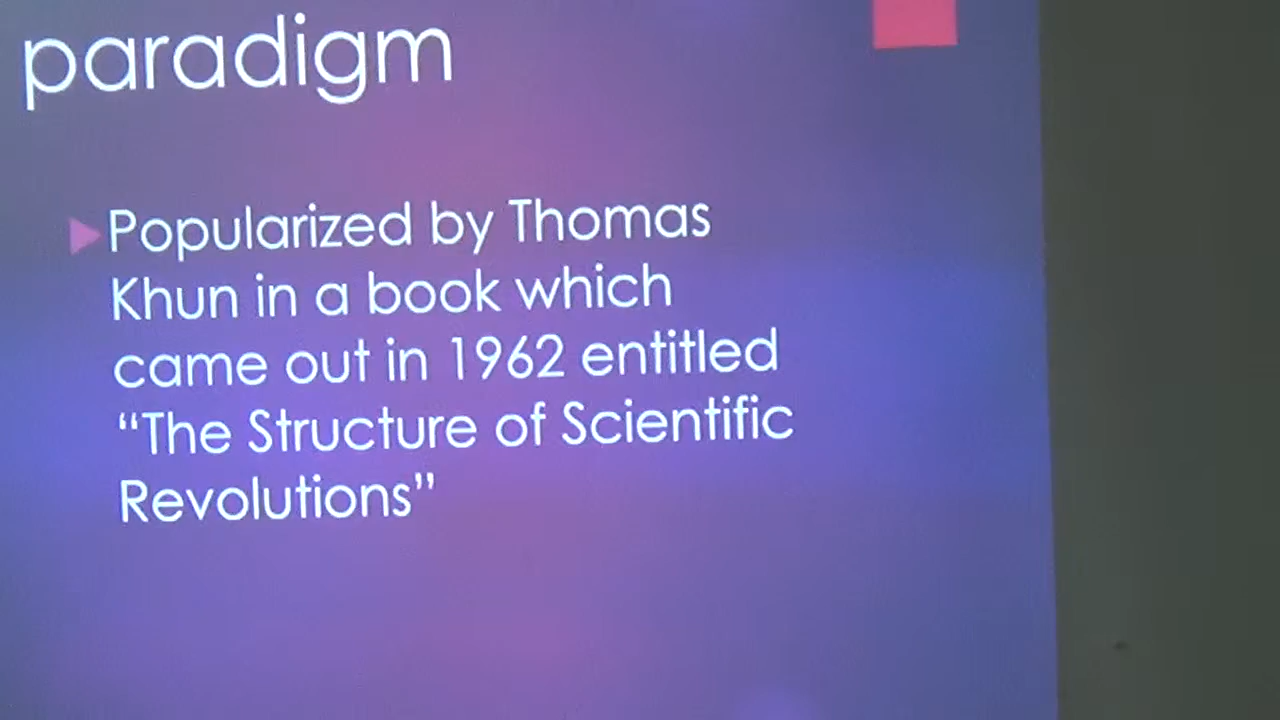 paradigm
Popularized by Thomas
Khun in a book which
came out in 1962 entitled
“The Structure of Scientific
Revolutions”